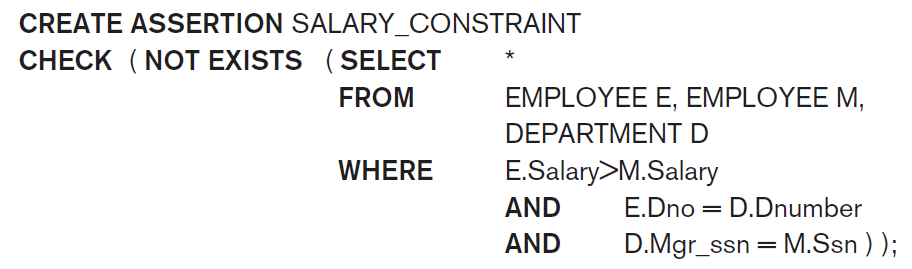 CREATE ASSERTION SALARY_CONSTRAINT
CHECK ( NOT EXISTS ( SELECT *
FROM EMPLOYEE E, EMPLOYEE M,
DEPARTMENT D
WHERE E.Salary>M.Salary
AND E.Dno = D.Dnumber
AND D.Mgr_ssn = M.Ssn ) );